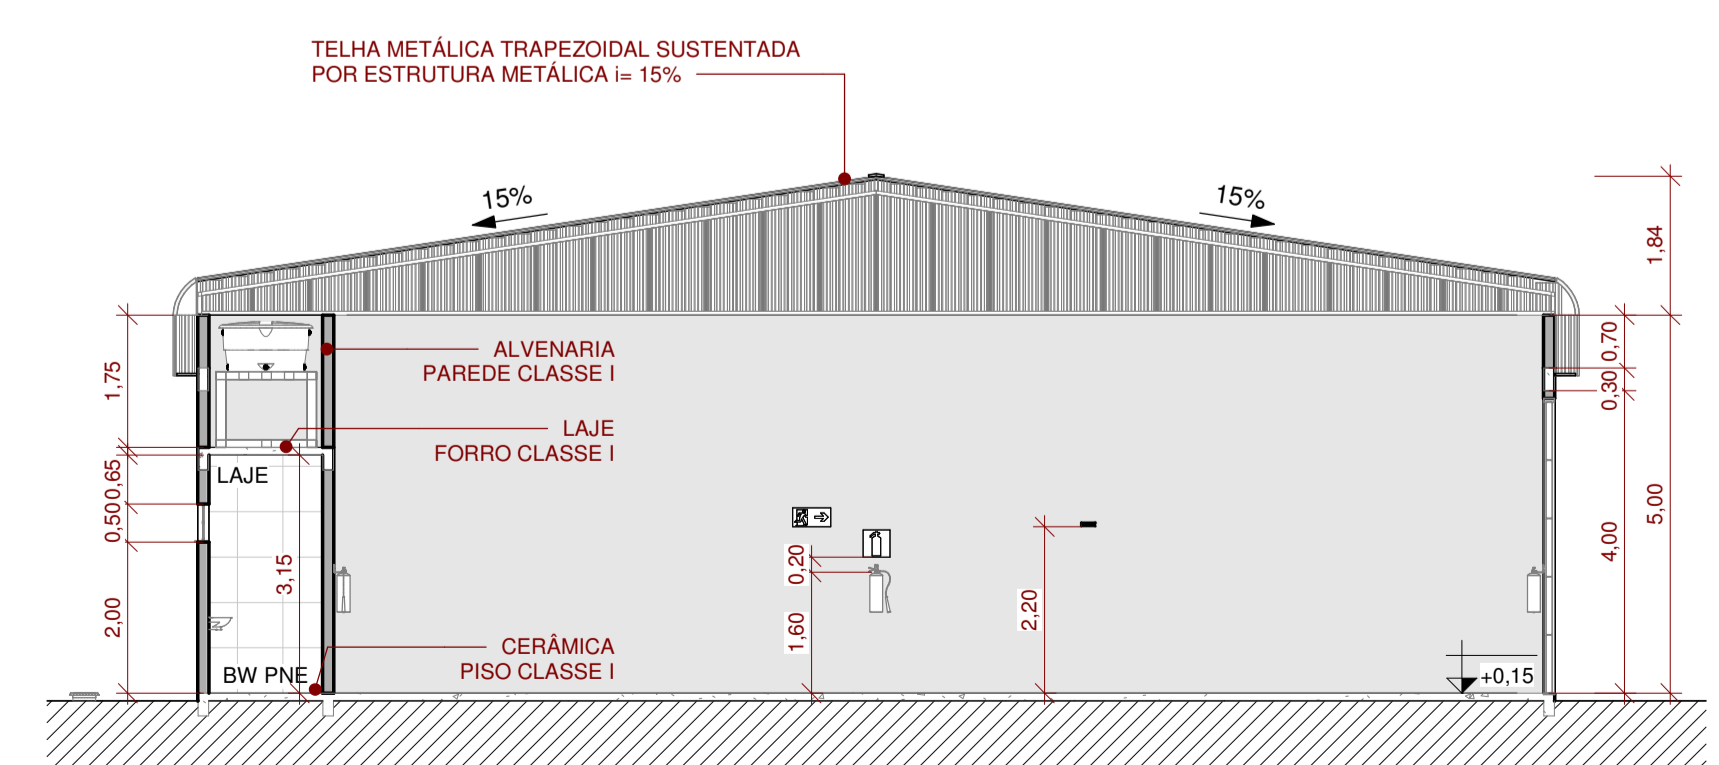 TELHA METÁLICA TRAPEZOIDAL SUSTENTADA
POR ESTRUTURA METÁLICA i= 15%
15%
15%
1,84
ALVENARIA
PAREDE CLASSE I
0,70
1,75
0,30
LAJE
FORRO CLASSE I
LAJE
0,65
0,50
5,00
4,00
3,15
0,20
2,20
2,00
1,60
CERÂMICA
PISO CLASSE I
BW PNE
+0,15